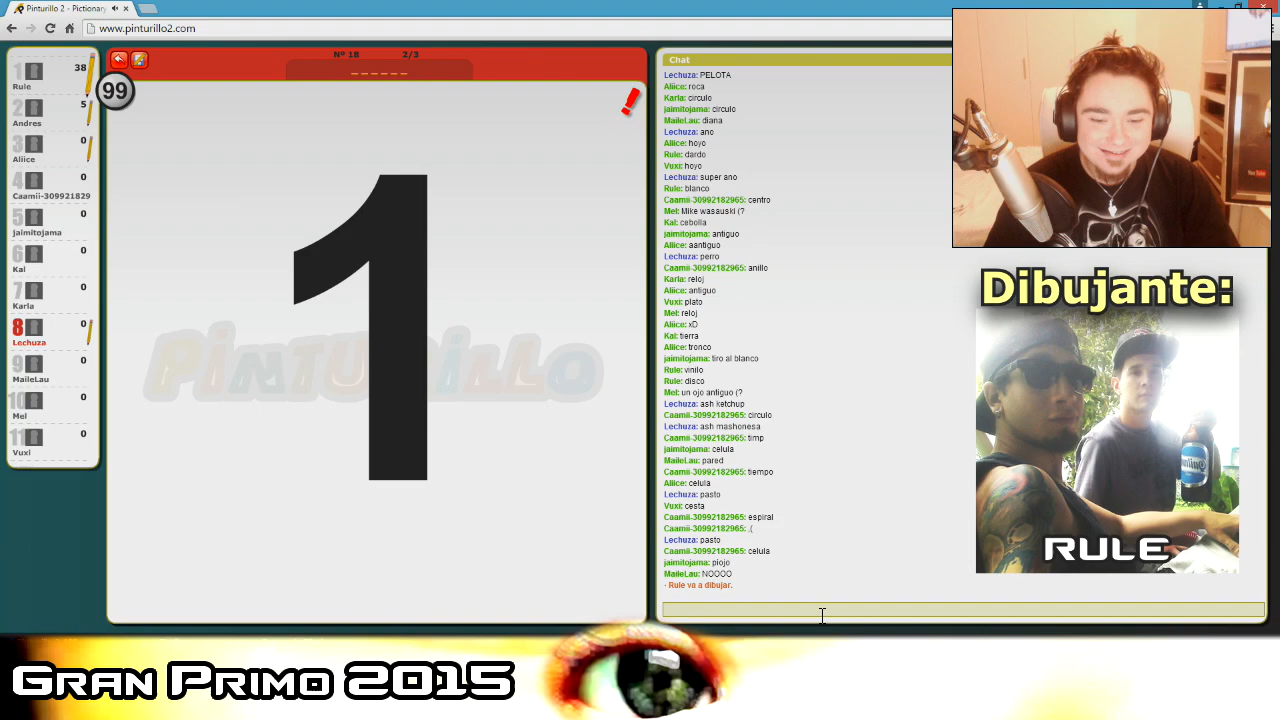 Pinturillo 2 - Pictionary
www.pinturillo2.com
Nº 18
2/3
99
1
38
Rule
2
5
Andres
3
0
Aliice
4
0
Caamii-309921829
5
0
jaimitojama
6
0
Kal
7
0
Karla
8
0
Lechuza
9
0
MaileLau
10
0
Mel
11
0
Vuxi
PINTURILLO
1
Chat
Lechuza: PELOTA
Aliice: roca
Karla: circulo
jaimitojama: circulo
MaileLau: diana
Lechuza: ano
Aliice: hoyo
Rule: dardo
Vuxi: hoyo
Lechuza: super ano
Rule: blanco
Caamii-30992182965: centro
Mel: Mike wasauski (?
Kal: cebolla
jaimitojama: antiguo
Aliice: aantiguo
Lechuza: perro
Caamii-30992182965: anillo
Karla: reloj
Aliice: antiguo
Vuxi: plato
Mel: reloj
Aliice: xD
Kal: tierra
Aliice: tronco
jaimitojama: tiro al blanco
Rule: vinilo
Rule: disco
Mel: un ojo antiguo (?
Lechuza: ash ketchup
Caamii-30992182965: circulo
Lechuza: ash mashonesa
Caamii-30992182965: timp
jaimitojama: celula
MaileLau: pared
Caamii-30992182965: tiempo
Aliice: celula
Lechuza: pasto
Vuxi: cesta
Caamii-30992182965: espiral
Caamii-30992182965: ,(
Lechuza: pasto
Caamii-30992182965: celula
jaimitojama: piojo
MaileLau: NOOOO
- Rule va a dibujar.
Dibujante:
RULE
Gran Primo 2015